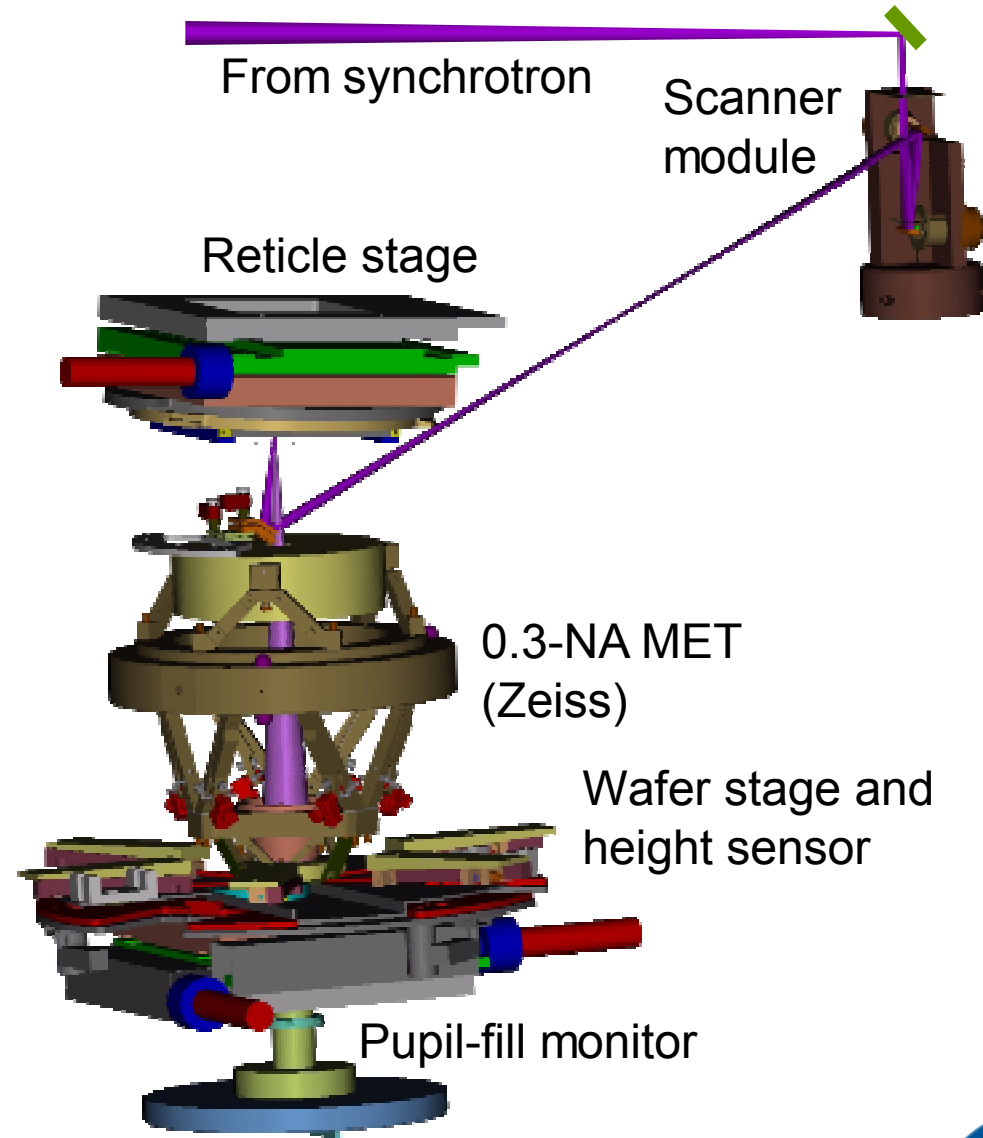 From synchrotron
Scanner
module
Reticle stage
0.3-NA MET
(Zeiss)
Wafer stage and
height sensor
Pupil-fill monitor